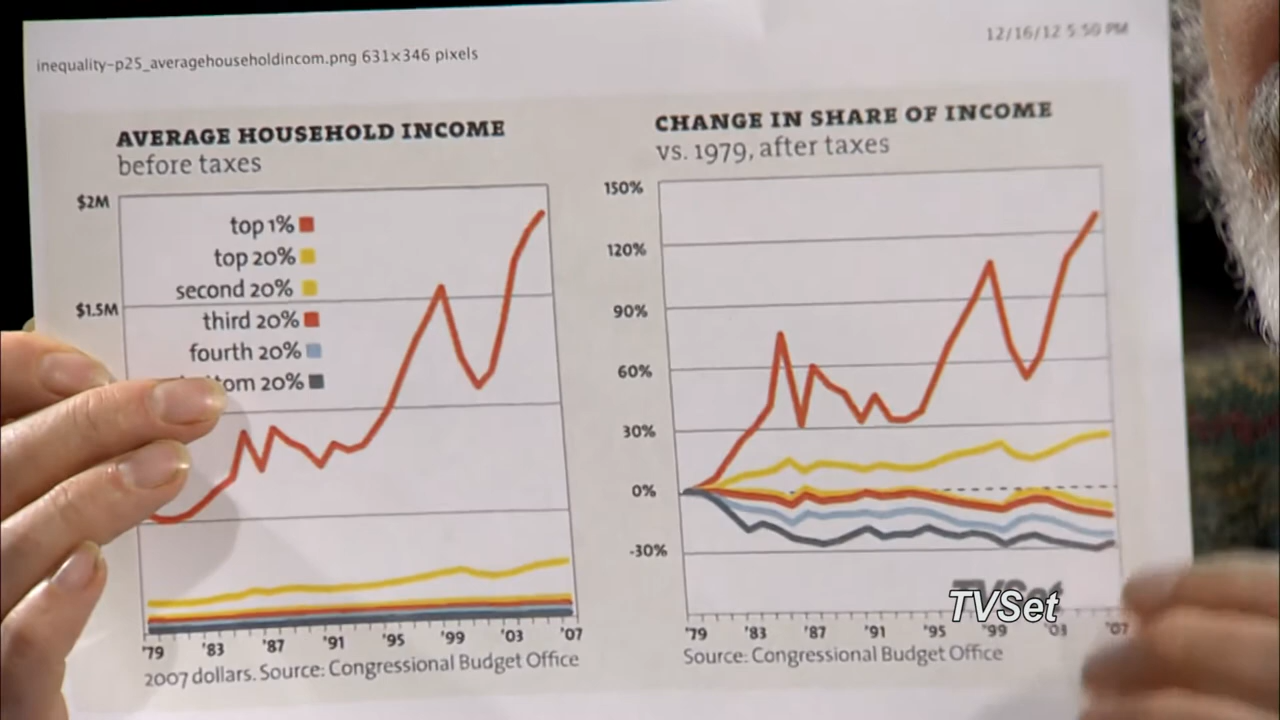 inequality-p25_averagehouseholdincom.png 631×346 pixels
12/16/12 5:50 PM
AVERAGE HOUSEHOLD INCOME
before taxes
$2M
$1.5M
top 1%
top 20%
second 20%
third 20%
fourth 20%
tom 20%
'79 '83 '87 '91 '95 '99 '03 '07
2007 dollars. Source: Congressional Budget Office
CHANGE IN SHARE OF INCOME
vs. 1979, after taxes
150%
120%
90%
60%
30%
0%
-30%
'79 '83 '87 '91 '95 '99 '03 '07
Source: Congressional Budget Office
TVSet